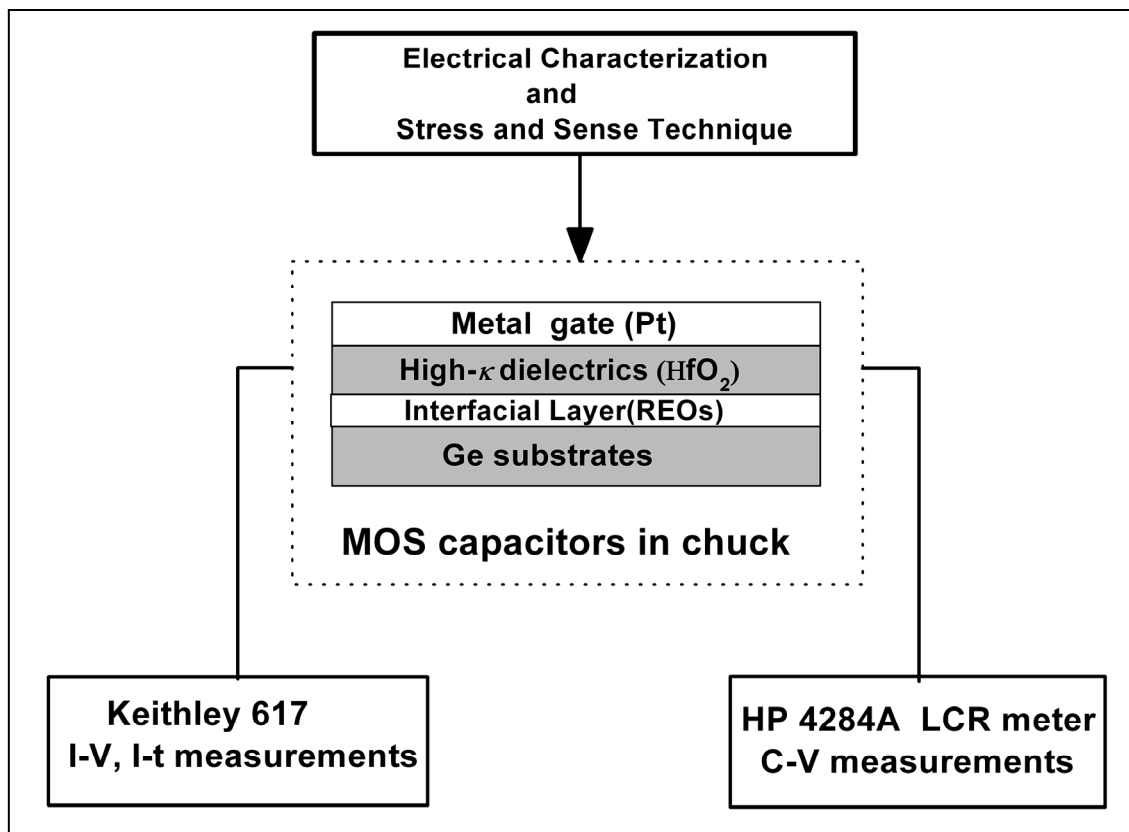 Electrical Characterization
and
Stress and Sense Technique
Metal gate (Pt)
High-κ dielectrics (HfO₂)
Interfacial Layer(REOs)
Ge substrates
MOS capacitors in chuck
Keithley 617
I-V, I-t measurements
HP 4284A LCR meter
C-V measurements